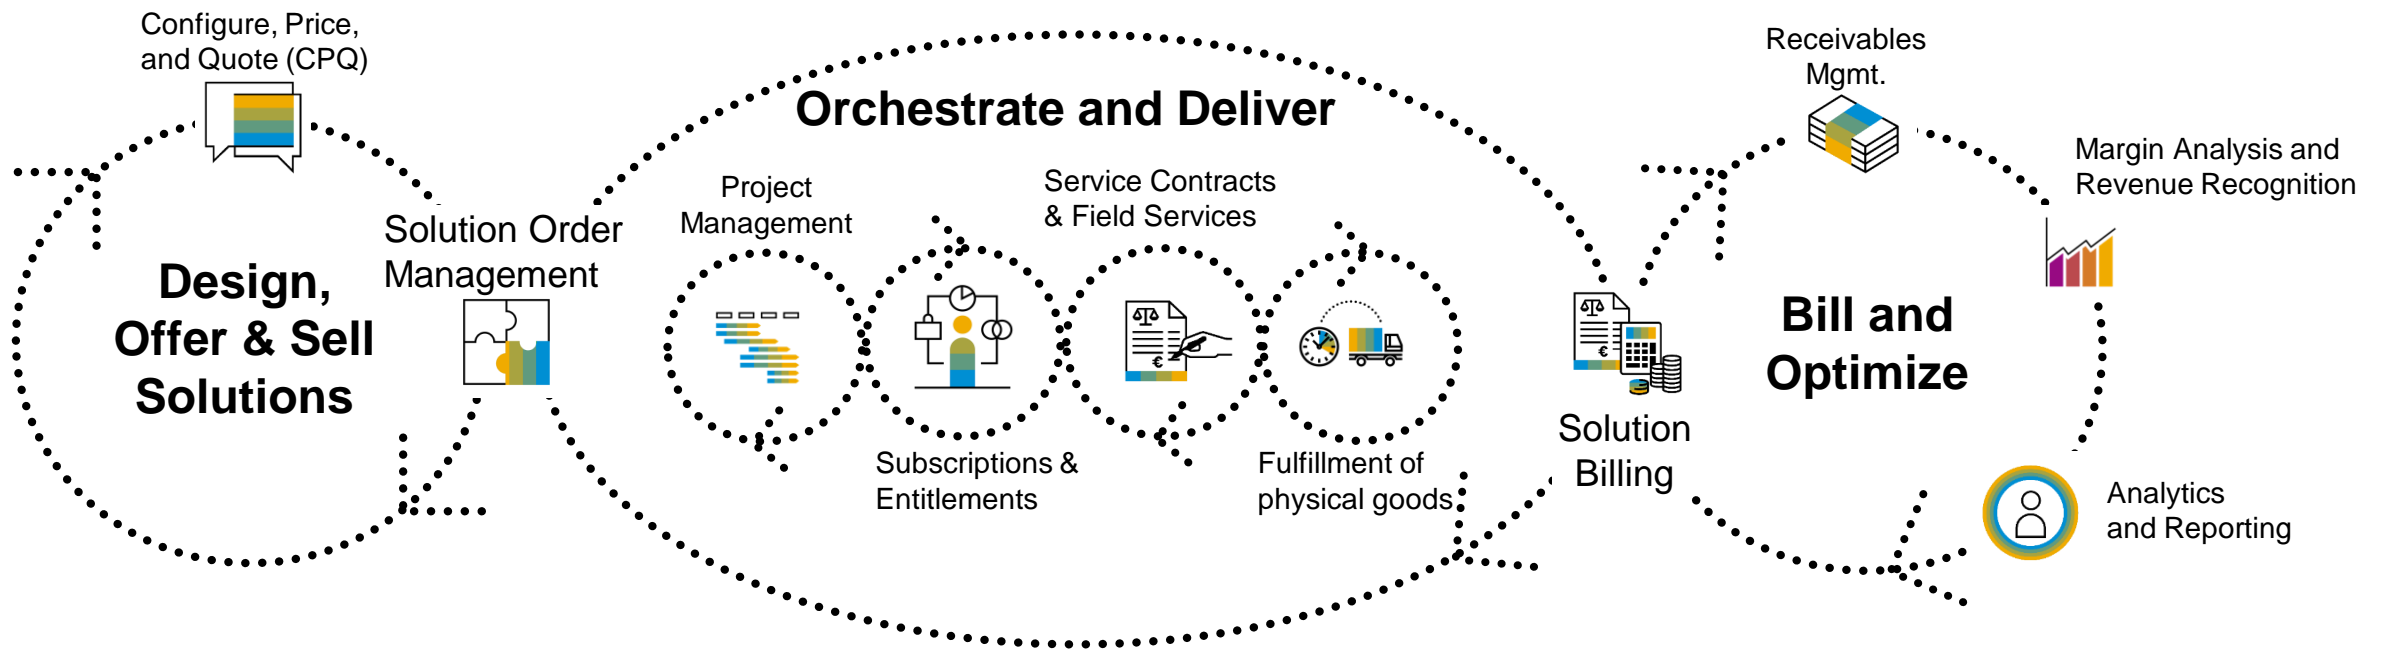 Configure, Price,
and Quote (CPQ)
Design,
Offer & Sell
Solutions
Solution Order
Management
Orchestrate and Deliver
Project
Management
Subscriptions &
Entitlements
Service Contracts
& Field Services
Fulfillment of
physical goods
€
€
Solution
Billing
Receivables
Mgmt.
Bill and
Optimize
Margin Analysis and
Revenue Recognition
Analytics
and Reporting